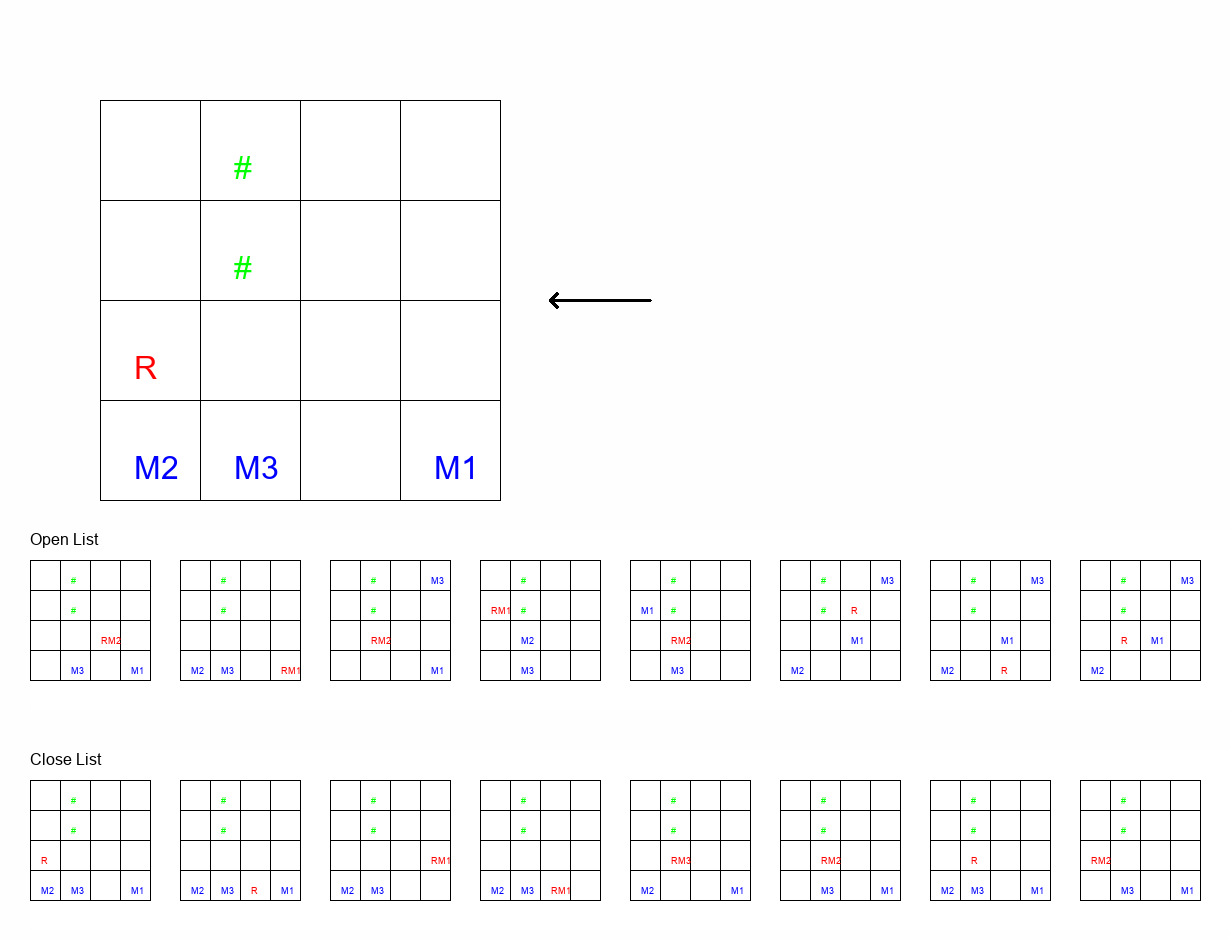 #
#
R
M2 M3 M1
Open List
# # # M3 # # # M3 # M3 # M3
# # # RM1 # M1 # # R # #
RM2 RM2 M2 RM2 M1 M1 R M1
M3 M1 M2 M3 RM1 M1 M3 M3 M2 M2 R M2
Close List
# # # # # # # #
# # # # # # # #
R RM1 RM3 RM2 R RM2
M2 M3 M1 M2 M3 R M1 M2 M3 M2 M3 RM1 M2 M1 M3 M1 M2 M3 M1 M3 M1